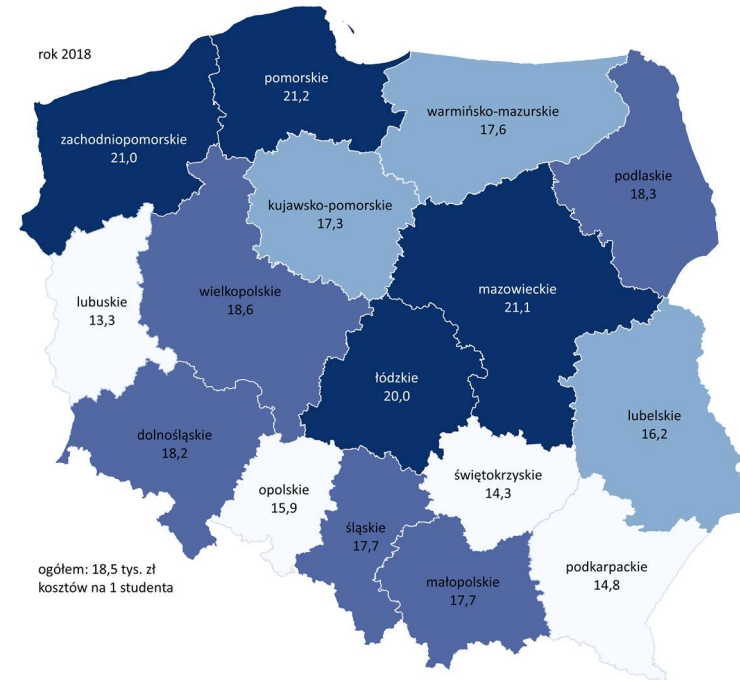 rok 2018
pomorskie
21,2
warmińsko-mazurskie
17,6
zachodniopomorskie
21,0
podlaskie
18,3
kujawsko-pomorskie
17,3
mazowieckie
21,1
wielkopolskie
18,6
lubuskie
13,3
łódzkie
20,0
lubelskie
16,2
dolnośląskie
18,2
świętokrzyskie
14,3
opolskie
15,9
śląskie
17,7
podkarpackie
14,8
małopolskie
17,7
ogółem: 18,5 tys. zł
kosztów na 1 studenta